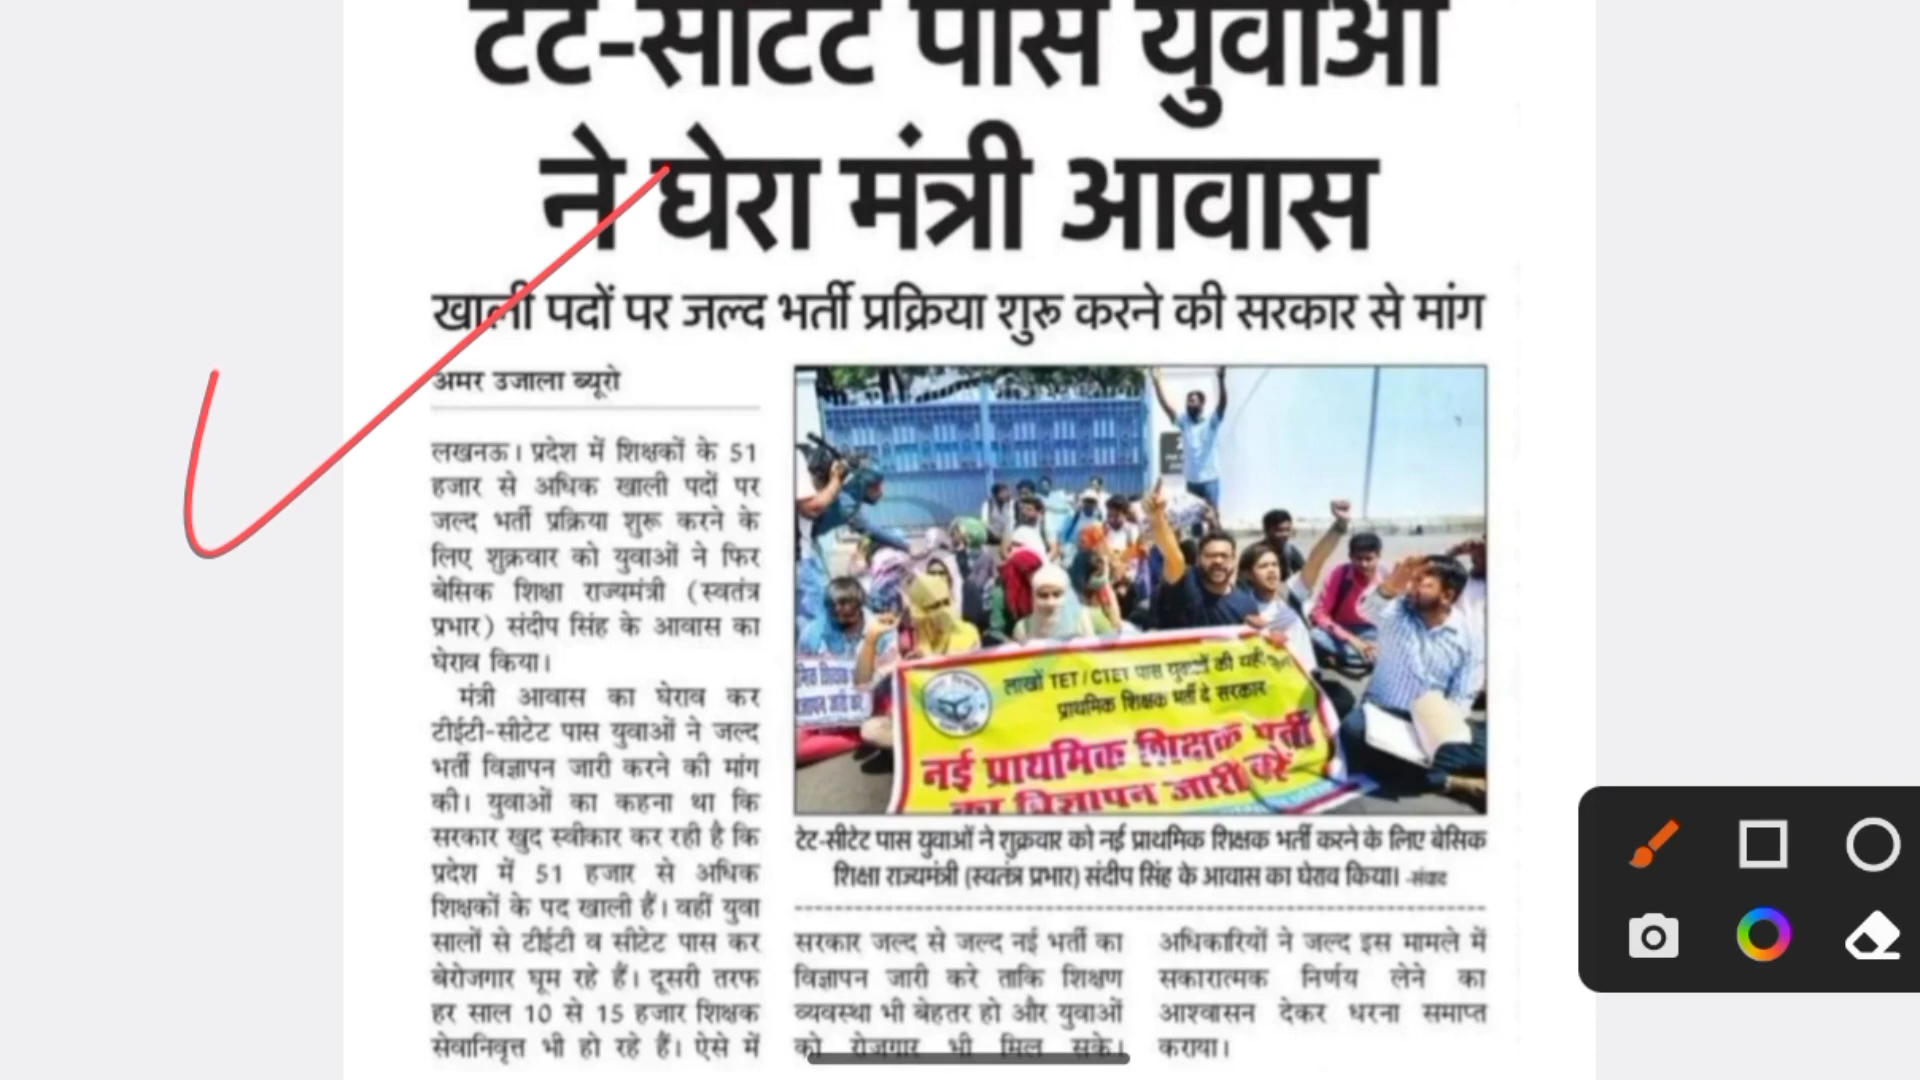 टेट-सीटेट पास युवाओं
ने घेरा मंत्री आवास
खाली पदों पर जल्द भर्ती प्रक्रिया शुरू करने की सरकार से मांग
अमर उजाला ब्यूरो
लखनऊ। प्रदेश में शिक्षकों के 51
हजार से अधिक खाली पदों पर
जल्द भर्ती प्रक्रिया शुरू करने के
लिए शुक्रवार को युवाओं ने फिर
बेसिक शिक्षा राज्यमंत्री (स्वतंत्र
प्रभार) संदीप सिंह के आवास का
घेराव किया।
मंत्री आवास का घेराव कर
टीईटी-सीटेट पास युवाओं ने जल्द
भर्ती विज्ञापन जारी करने की मांग
की। युवाओं का कहना था कि
सरकार खुद स्वीकार कर रही है कि
प्रदेश में 51 हजार से अधिक
शिक्षकों के पद खाली हैं। वहीं युवा
सालों से टीईटी व सीटेट पास कर
बेरोजगार घूम रहे हैं। दूसरी तरफ
हर साल 10 से 15 हजार शिक्षक
सेवानिवृत्त भी हो रहे हैं। ऐसे में
लाखों TET/CTET पास युवाओं की यही
प्राथमिक शिक्षक भर्ती दे सरकार
नई प्राथमिक शिक्षक भर्ती
का विज्ञापन जारी करें
टेट-सीटेट पास युवाओं ने शुक्रवार को नई प्राथमिक शिक्षक भर्ती करने के लिए बेसिक
शिक्षा राज्यमंत्री (स्वतंत्र प्रभार) संदीप सिंह के आवास का घेराव किया। -संवाद
सरकार जल्द से जल्द नई भर्ती का
विज्ञापन जारी करे ताकि शिक्षण
व्यवस्था भी बेहतर हो और युवाओं
को रोजगार भी मिल सके।
अधिकारियों ने जल्द इस मामले में
सकारात्मक निर्णय लेने का
आश्वासन देकर धरना समाप्त
कराया।